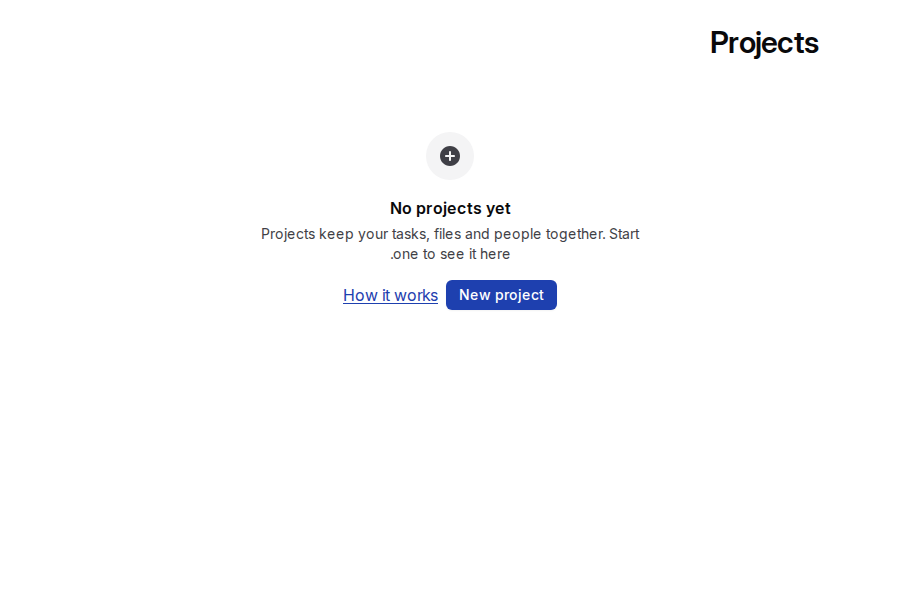 Projects
No projects yet
Projects keep your tasks, files and people together. Start
.one to see it here
How it works
New project